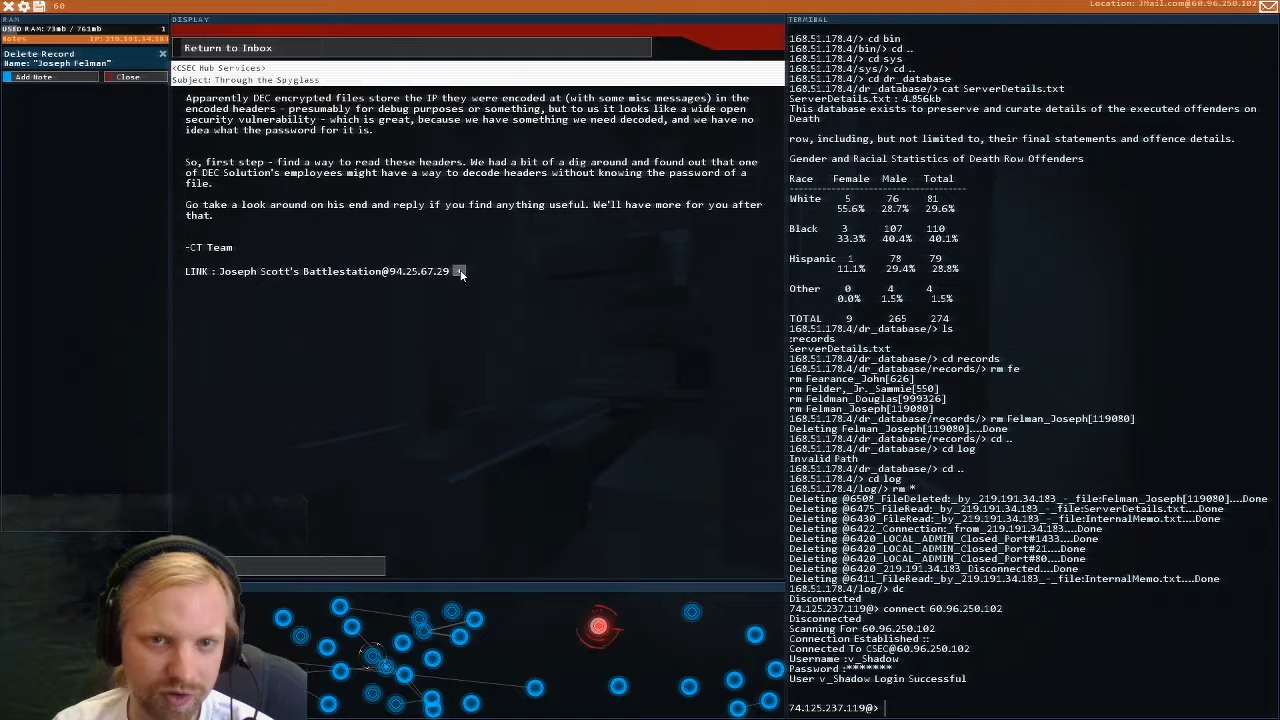 60
Location: JMail.com@60.96.250.102
RAM
USED RAM: 73mb / 761mb 1
Notes IP: 219.191.34.183
Delete Record
Name: "Joseph Felman"
Add Note
Close
DISPLAY
Return to Inbox
<CSEC Hub Services>
Subject: Through the Spyglass
Apparently DEC encrypted files store the IP they were encoded at (with some misc messages) in the
encoded headers - presumably for debug purposes or something, but to us it looks like a wide open
security vulnerability - which is great, because we have something we need decoded, and we have no
idea what the password for it is.
So, first step - find a way to read these headers. We had a bit of a dig around and found out that one
of DEC Solution's employees might have a way to decode headers without knowing the password of a
file.
Go take a look around on his end and reply if you find anything useful. We'll have more for you after
that.
-CT Team
LINK : Joseph Scott's Battlestation@94.25.67.29 +
TERMINAL
168.51.178.4/> cd bin
168.51.178.4/bin/> cd ..
168.51.178.4/> cd sys
168.51.178.4/sys/> cd ..
168.51.178.4/> cd dr_database
168.51.178.4/dr_database/> cat ServerDetails.txt
ServerDetails.txt : 4.856kb
This database exists to preserve and curate details of the executed offenders on
Death
row, including, but not limited to, their final statements and offence details.
Gender and Racial Statistics of Death Row Offenders
Race Female Male Total
----------------------------------------
White 5 76 81
55.6% 28.7% 29.6%
Black 3 107 110
33.3% 40.4% 40.1%
Hispanic 1 78 79
11.1% 29.4% 28.8%
Other 0 4 4
0.0% 1.5% 1.5%
TOTAL 9 265 274
168.51.178.4/dr_database/> ls
:records
ServerDetails.txt
168.51.178.4/dr_database/> cd records
168.51.178.4/dr_database/records/> rm fe
rm Fearance_John[626]
rm Felder,_Jr._Sammie[550]
rm Feldman_Douglas[999326]
rm Felman_Joseph[119080]
168.51.178.4/dr_database/records/> rm Felman_Joseph[119080]
Deleting Felman_Joseph[119080]....Done
168.51.178.4/dr_database/records/> cd ..
168.51.178.4/dr_database/> cd log
Invalid Path
168.51.178.4/dr_database/> cd ..
168.51.178.4/> cd log
168.51.178.4/log/> rm *
Deleting @6508_FileDeleted:_by_219.191.34.183_-_file:Felman_Joseph[119080]....Done
Deleting @6475_FileRead:_by_219.191.34.183_-_file:ServerDetails.txt....Done
Deleting @6430_FileRead:_by_219.191.34.183_-_file:InternalMemo.txt....Done
Deleting @6422_Connection:_from_219.191.34.183....Done
Deleting @6420_LOCAL_ADMIN_Closed_Port#1433....Done
Deleting @6420_LOCAL_ADMIN_Closed_Port#21....Done
Deleting @6420_LOCAL_ADMIN_Closed_Port#80....Done
Deleting @6420_219.191.34.183_Disconnected....Done
Deleting @6411_FileRead:_by_219.191.34.183_-_file:InternalMemo.txt....Done
168.51.178.4/log/> dc
Disconnected
74.125.237.119@> connect 60.96.250.102
Disconnected
Scanning For 60.96.250.102
Connection Established ::
Connected To CSEC@60.96.250.102
Username :v_Shadow
Password :*******
User v_Shadow Login Successful
74.125.237.119@>